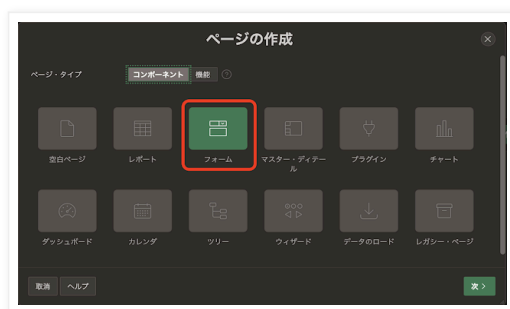 ページの作成
ページ・タイプ
コンポーネント 機能
空白ページ レポート フォーム マスター・ディテール プラグイン チャート
ダッシュボード カレンダ ツリー ウィザード データのロード レガシー・ページ
取消 ヘルプ 次 >